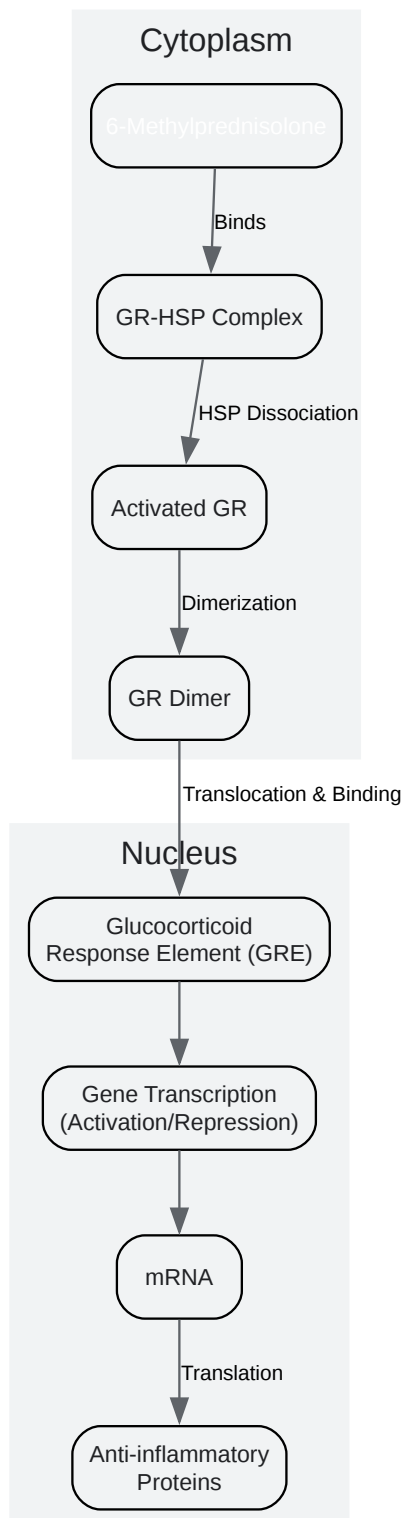 Cytoplasm
6-Methylprednisolone
Binds
GR-HSP Complex
HSP Dissociation
Activated GR
Dimerization
GR Dimer
Translocation & Binding
Nucleus
Glucocorticoid
Response Element (GRE)
Gene Transcription
(Activation/Repression)
mRNA
Translation
Anti-inflammatory
Proteins